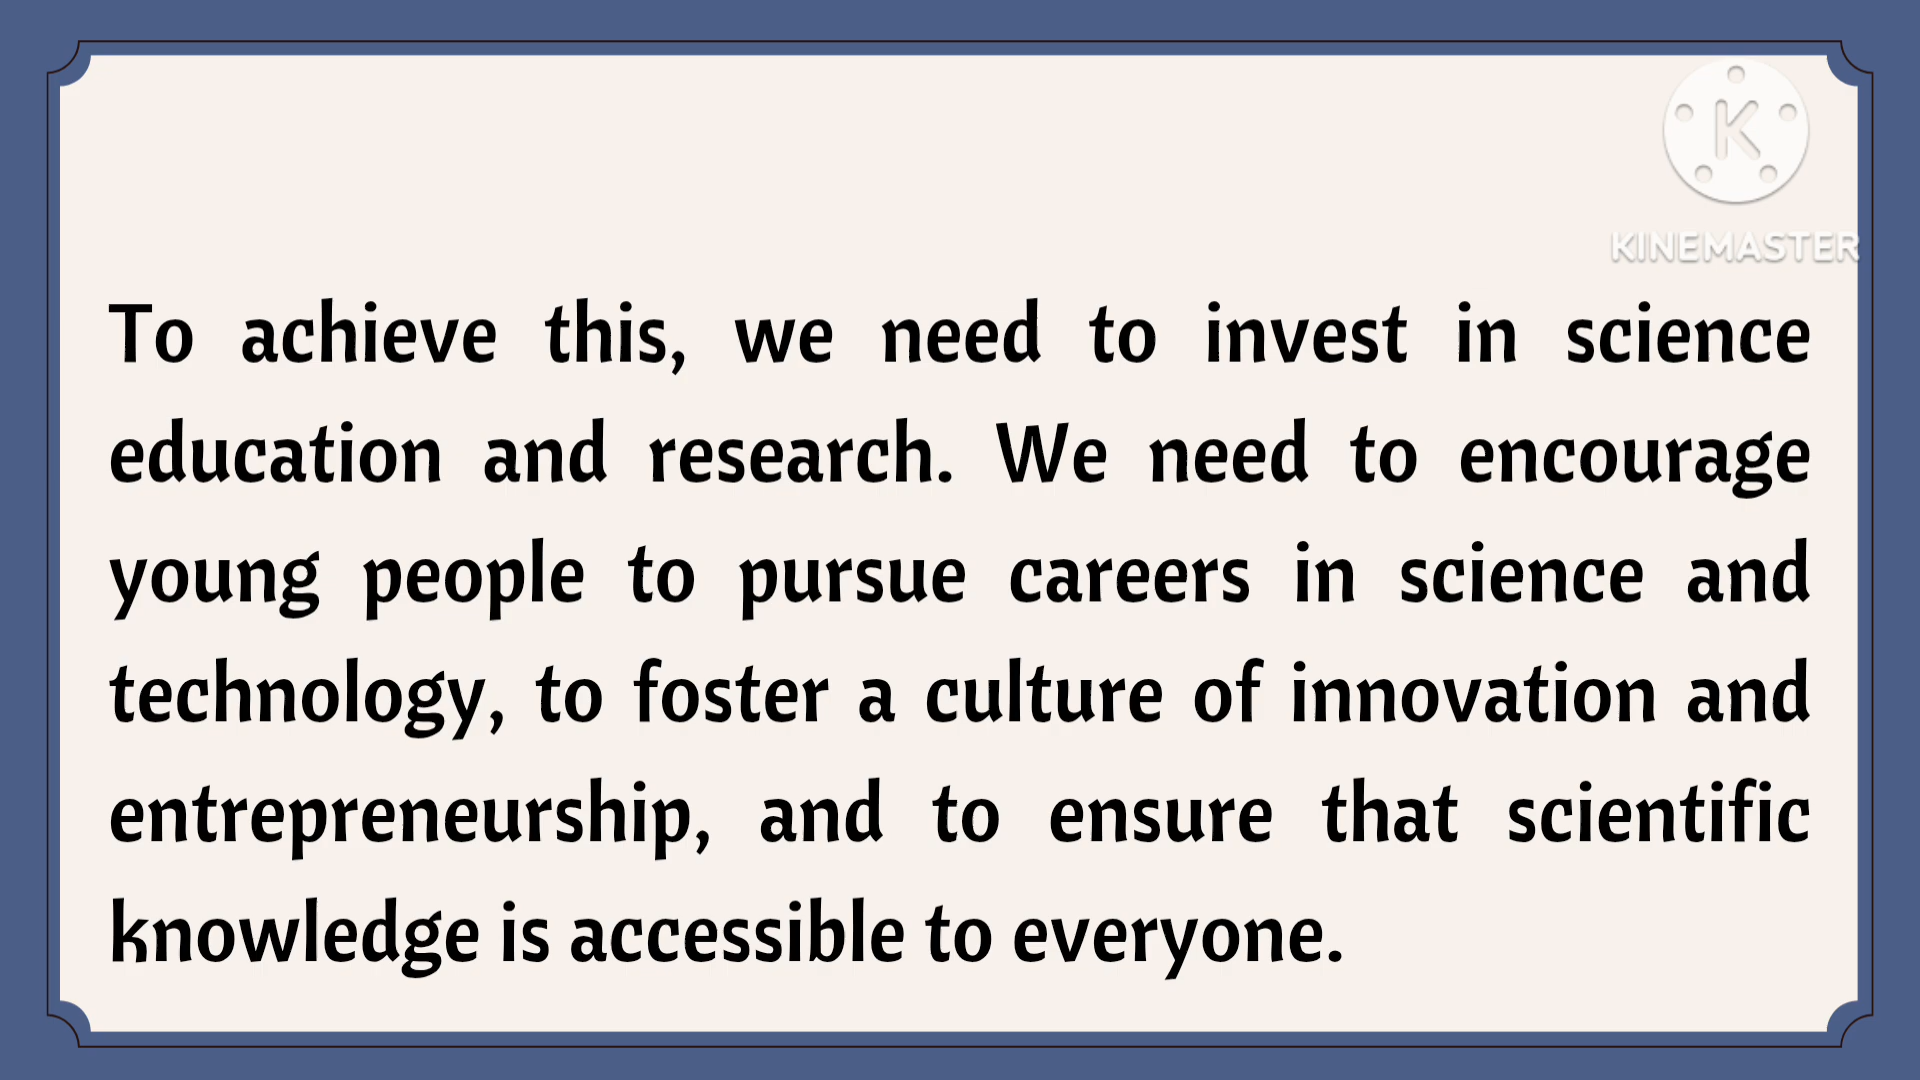 K
KINEMASTER
To achieve this, we need to invest in science
education and research. We need to encourage
young people to pursue careers in science and
technology, to foster a culture of innovation and
entrepreneurship, and to ensure that scientific
knowledge is accessible to everyone.